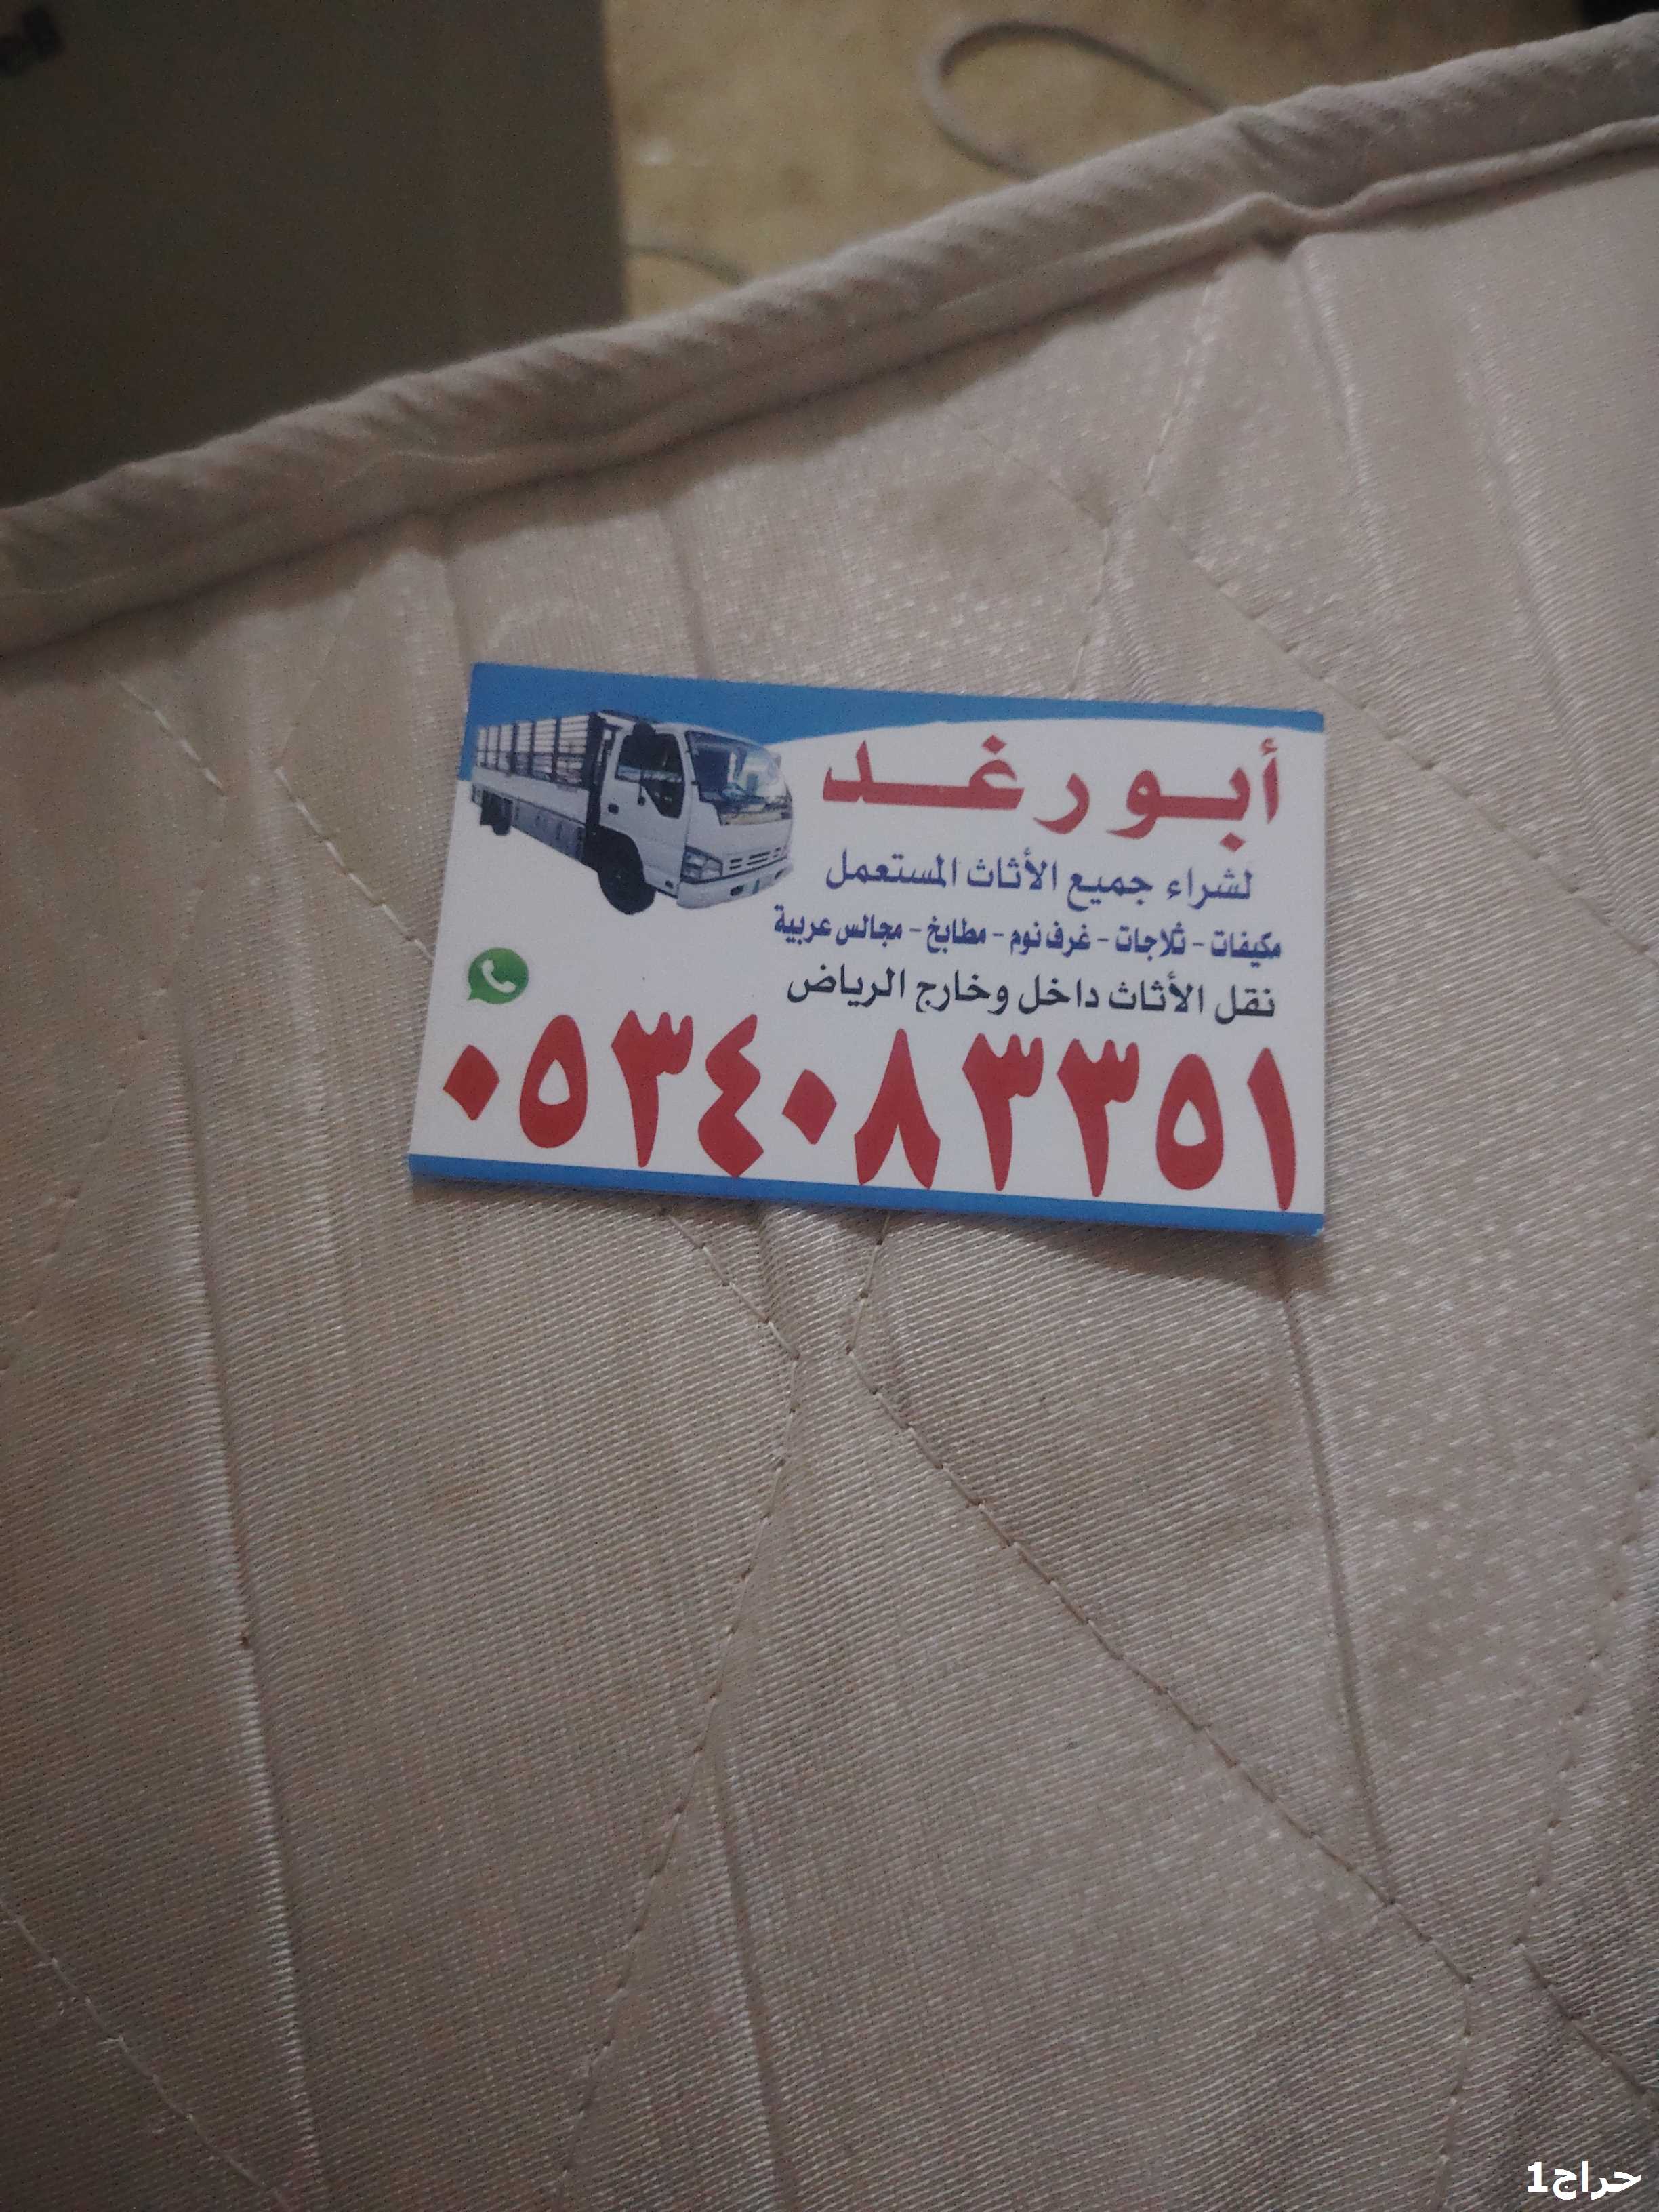 أبو رغد
لشراء جميع الأثاث المستعمل
مكيفات - ثلاجات - غرف نوم - مطابخ - مجالس عربية
نقل الأثاث داخل وخارج الرياض
٠٥٣٤٠٨٣٣٥١
حراج1